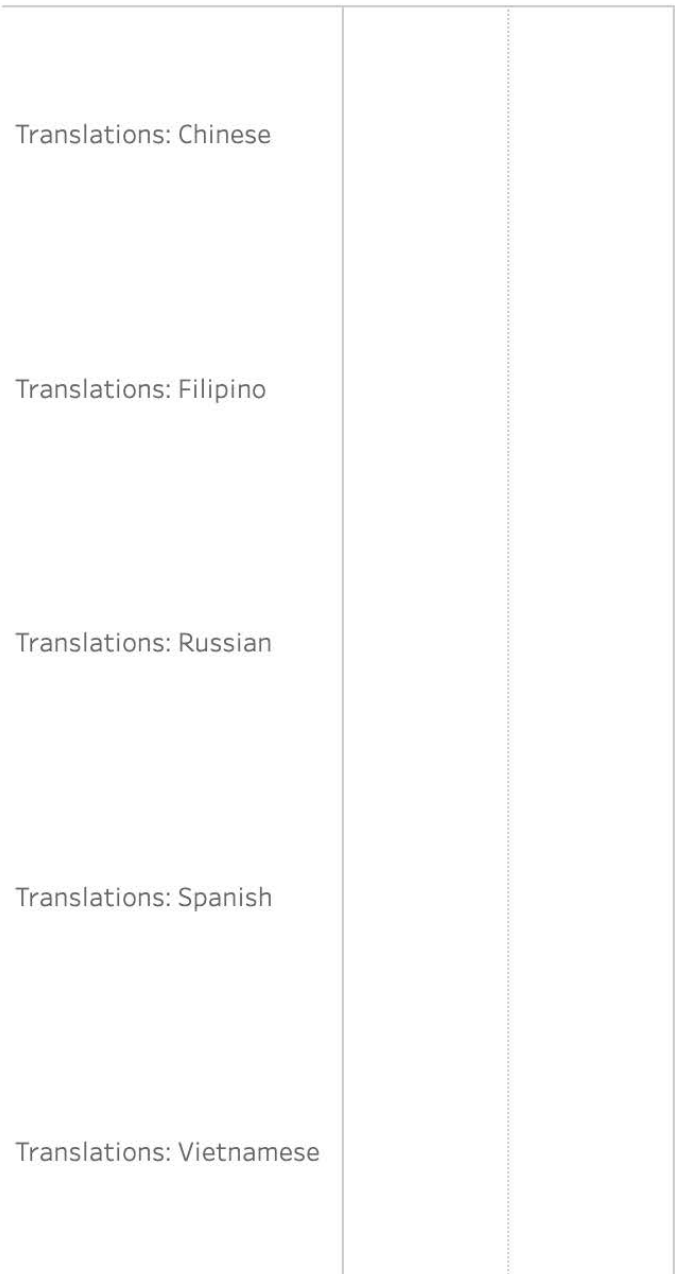 Translations: Chinese
Translations: Filipino
Translations: Russian
Translations: Spanish
Translations: Vietnamese